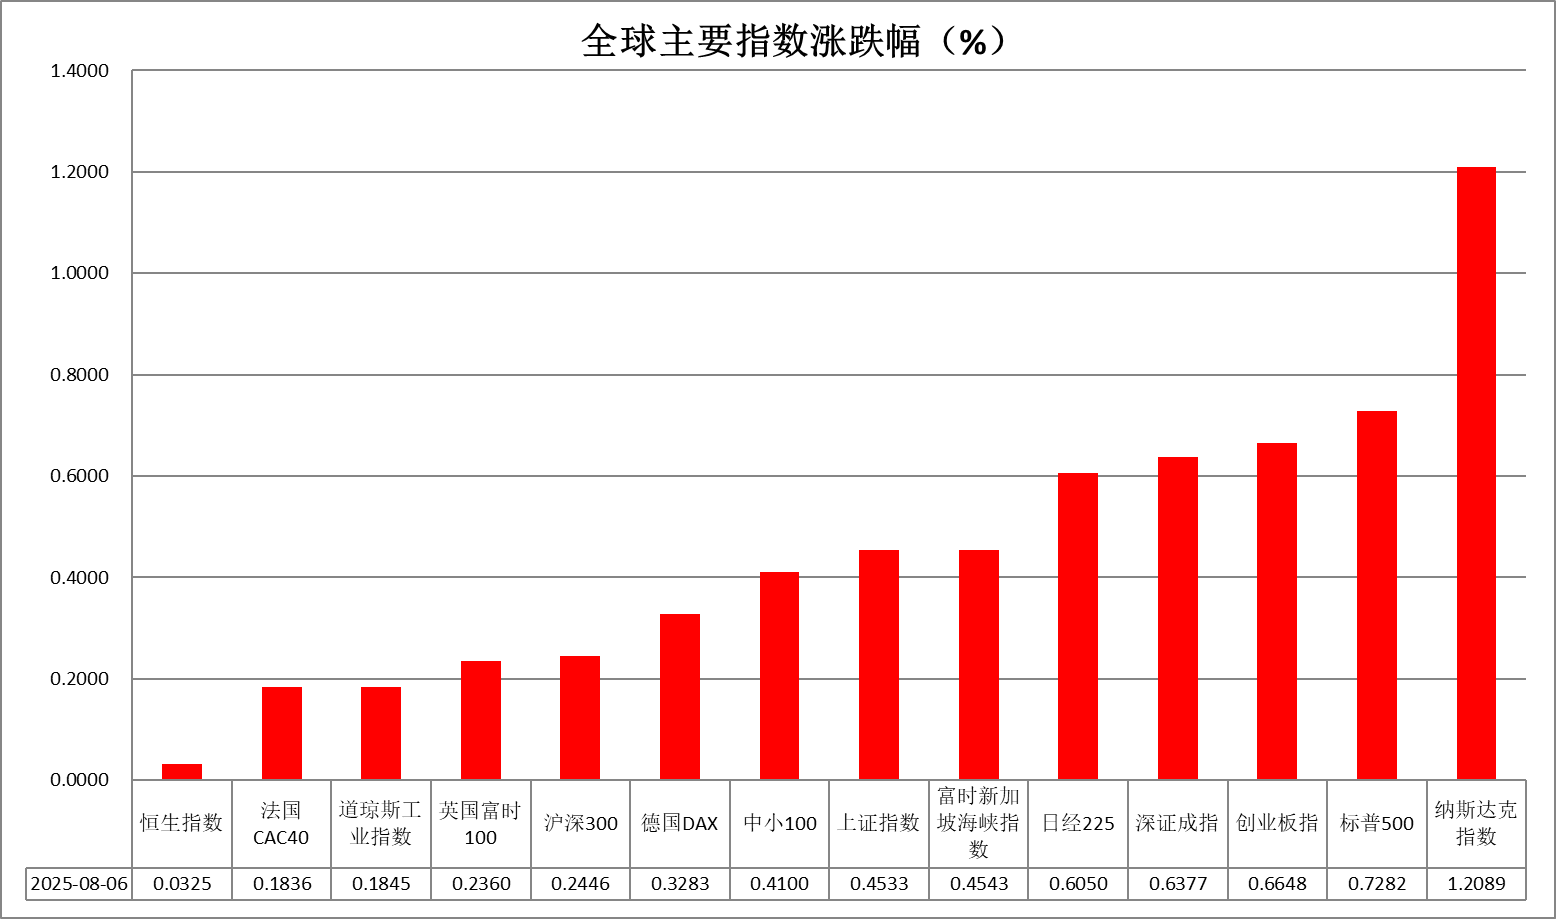 全球主要指数涨跌幅（%）
1.4000
1.2000
1.0000
0.8000
0.6000
0.4000
0.2000
0.0000
恒生指数
法国
CAC40
道琼斯工
业指数
英国富时
100
沪深300
德国DAX
中小100
上证指数
富时新加
坡海峡指
数
日经225
深证成指
创业板指
标普500
纳斯达克
指数
2025-08-06 0.0325 0.1836 0.1845 0.2360 0.2446 0.3283 0.4100 0.4533 0.4543 0.6050 0.6377 0.6648 0.7282 1.2089